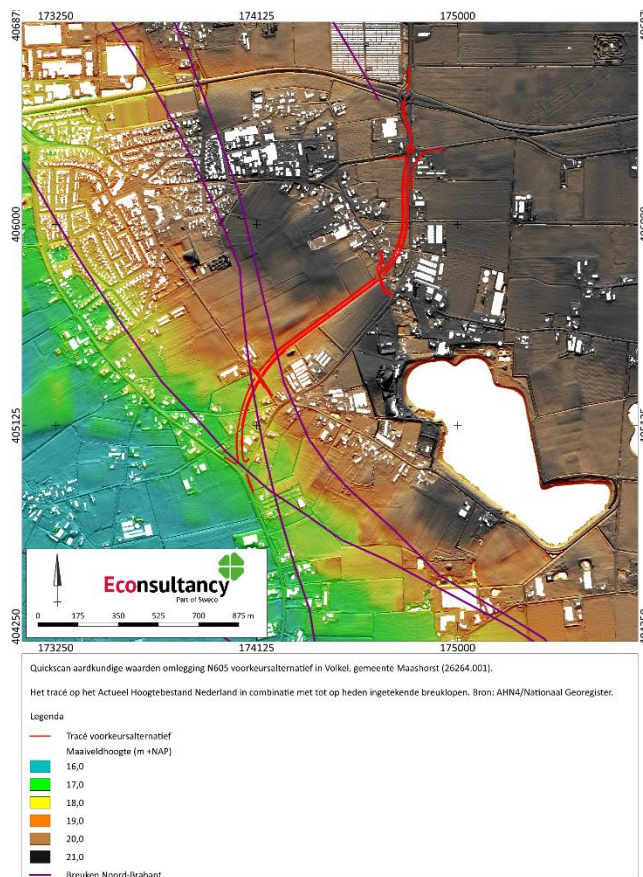 173250 174125 175000
406875
406000 406000
405125 405125
404250 404250
Econsultancy
Part of Sweco
0 175 350 525 700 875 m
173250 174125 175000
Quickscan aardkundige waarden omlegging N605 voorkeursalternatief in Volkel, gemeente Maashorst (26264.001).
Het tracé op het Actueel Hoogtebestand Nederland in combinatie met tot op heden ingetekende breuklopen. Bron: AHN4/Nationaal Georegister.
Legenda
Tracé voorkeursalternatief
Maaiveldhoogte (m +NAP)
16,0
17,0
18,0
19,0
20,0
21,0
Breuken Noord-Brabant